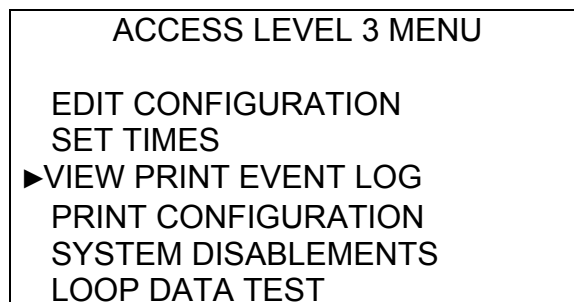 ACCESS LEVEL 3 MENU
EDIT CONFIGURATION
SET TIMES
►VIEW PRINT EVENT LOG
PRINT CONFIGURATION
SYSTEM DISABLEMENTS
LOOP DATA TEST